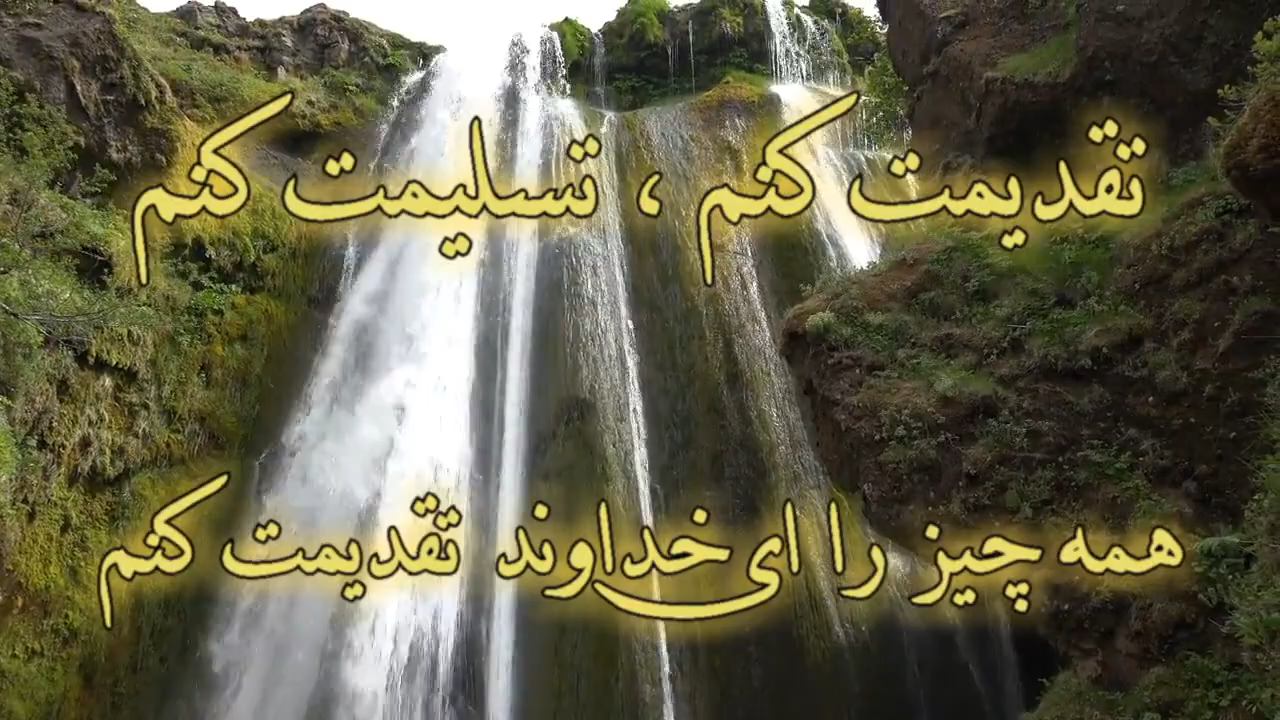 تقدیمت کنم ، تسلیمت کنم
همه چیز را ای خداوند تقدیمت کنم